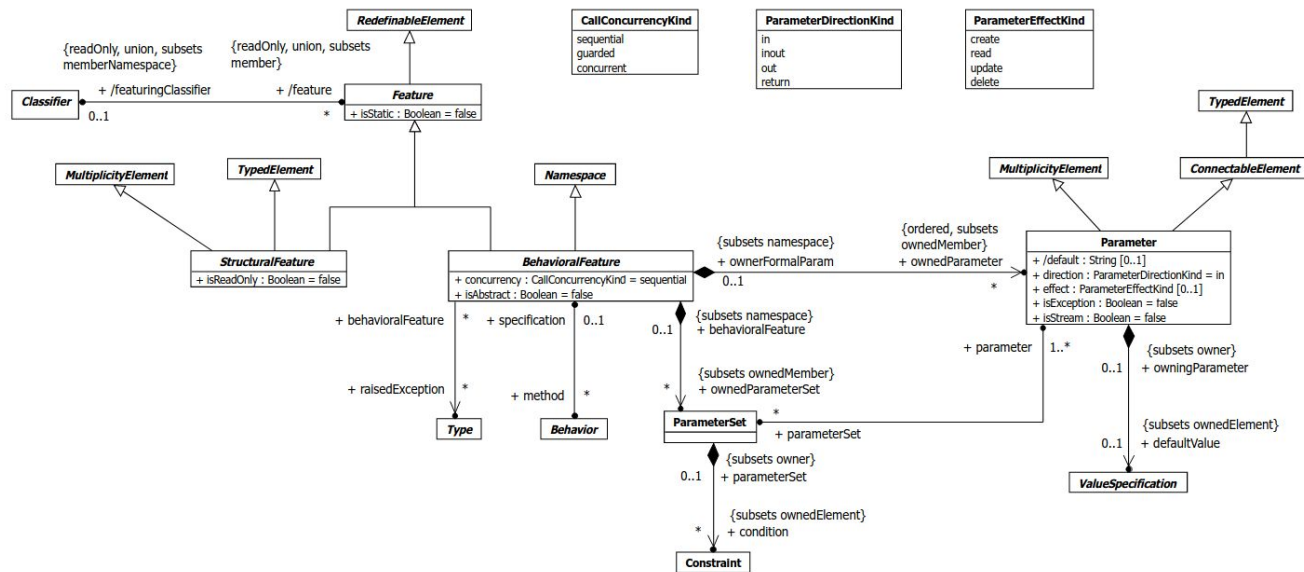 RedefinableElement
CallConcurrencyKind
sequential
guarded
concurrent
ParameterDirectionKind
in
inout
out
return
ParameterEffectKind
create
read
update
delete
{readOnly, union, subsets
memberNamespace}
{readOnly, union, subsets
member}
Classifier
+ /featuringClassifier
0..1
+ /feature
*
Feature
+ isStatic : Boolean = false
TypedElement
MultiplicityElement
TypedElement
Namespace
MultiplicityElement
ConnectableElement
StructuralFeature
+ isReadOnly : Boolean = false
BehavioralFeature
+ concurrency : CallConcurrencyKind = sequential
+ isAbstract : Boolean = false
{subsets namespace}
+ ownerFormalParam
0..1
{ordered, subsets
ownedMember}
+ ownedParameter
*
Parameter
+ /default : String [0..1]
+ direction : ParameterDirectionKind = in
+ effect : ParameterEffectKind [0..1]
+ isException : Boolean = false
+ isStream : Boolean = false
+ behavioralFeature
*
+ raisedException
*
Type
+ specification
0..1
+ method
*
Behavior
0..1
{subsets namespace}
+ behavioralFeature
{subsets ownedMember}
*
+ ownedParameterSet
ParameterSet
+ parameter
1..*
*
+ parameterSet
{subsets owner}
0..1
+ owningParameter
{subsets ownedElement}
0..1
+ defaultValue
ValueSpecification
{subsets owner}
0..1
+ parameterSet
{subsets ownedElement}
*
+ condition
Constraint